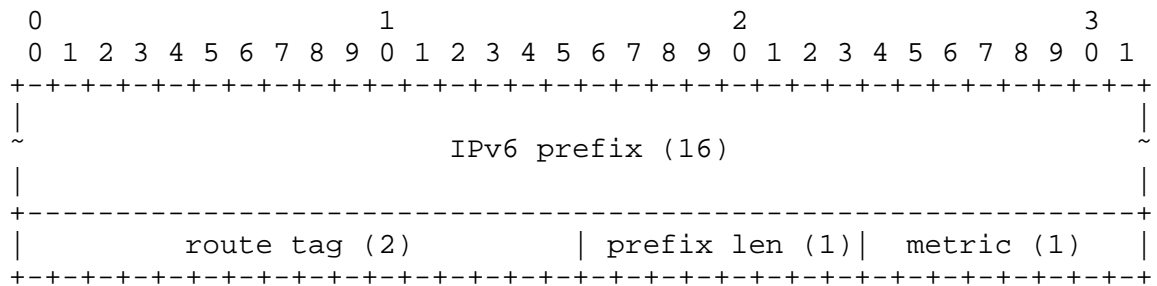 0                   1                   2                   3
 0 1 2 3 4 5 6 7 8 9 0 1 2 3 4 5 6 7 8 9 0 1 2 3 4 5 6 7 8 9 0 1
+-+-+-+-+-+-+-+-+-+-+-+-+-+-+-+-+-+-+-+-+-+-+-+-+-+-+-+-+-+-+-+-+
|                                                               |
~                        IPv6 prefix (16)                       ~
|                                                               |
+---------------------------------------------------------------+
|         route tag (2)         | prefix len (1)|  metric (1)   |
+-+-+-+-+-+-+-+-+-+-+-+-+-+-+-+-+-+-+-+-+-+-+-+-+-+-+-+-+-+-+-+-+